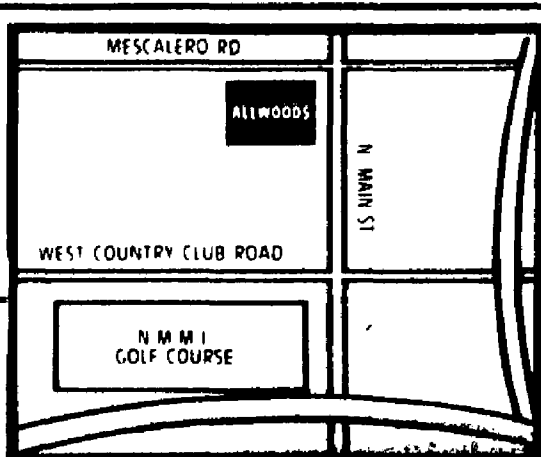 MESCALERO RD
ALLWOODS
N MAIN ST
WEST COUNTRY CLUB ROAD
N M M I
GOLF COURSE